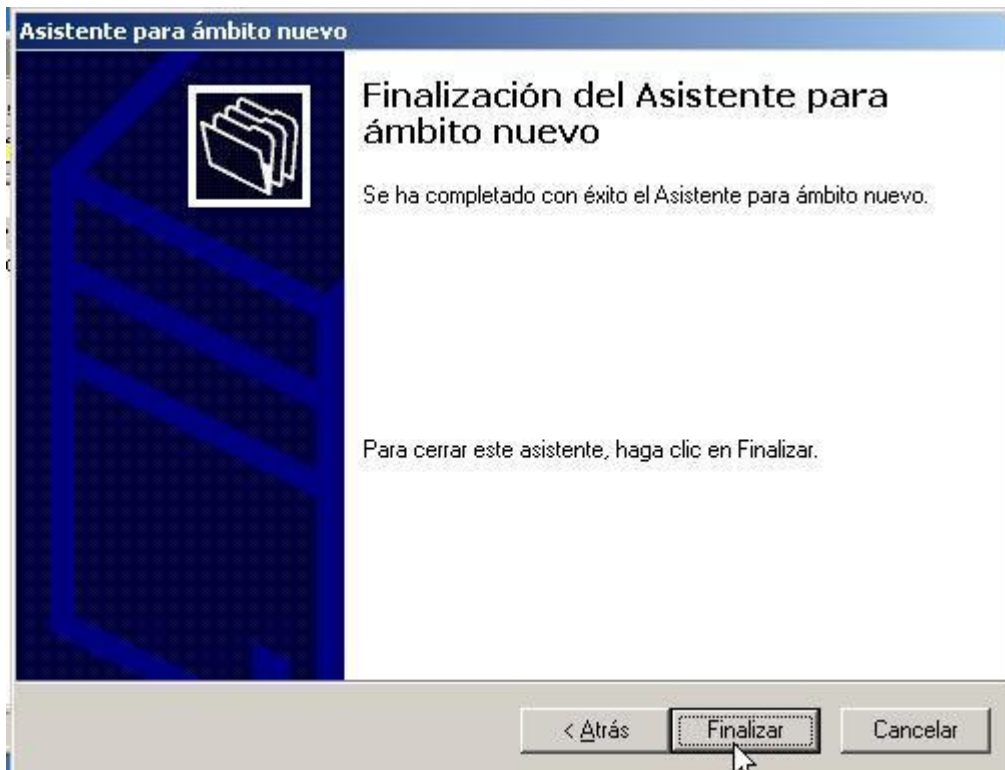 Asistente para ámbito nuevo
Finalización del Asistente para
ámbito nuevo
Se ha completado con éxito el Asistente para ámbito nuevo.
Para cerrar este asistente, haga clic en Finalizar.
< Atrás
Finalizar
Cancelar